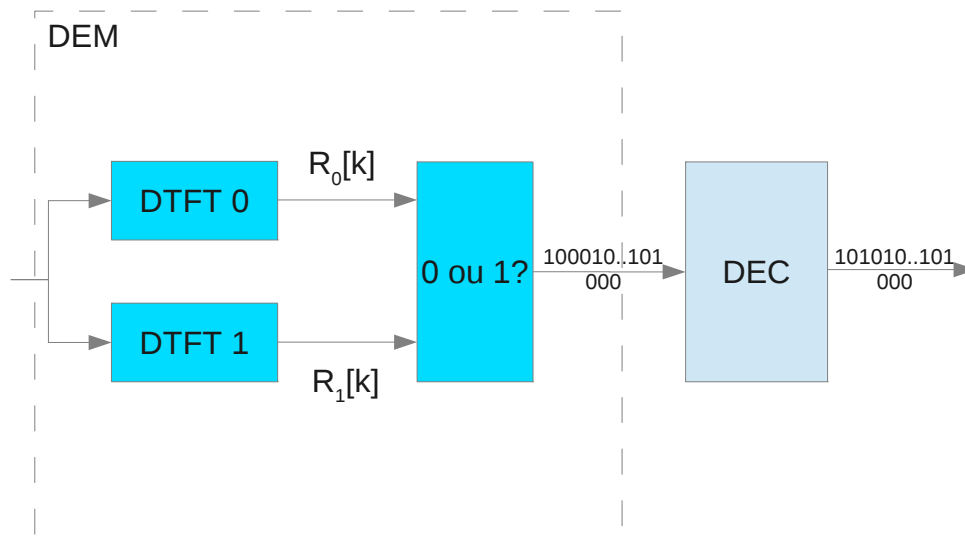 DEM
R₀[k]
DTFT 0
0 ou 1?
100010..101
000
DEC
101010..101
000
DTFT 1
R₁[k]